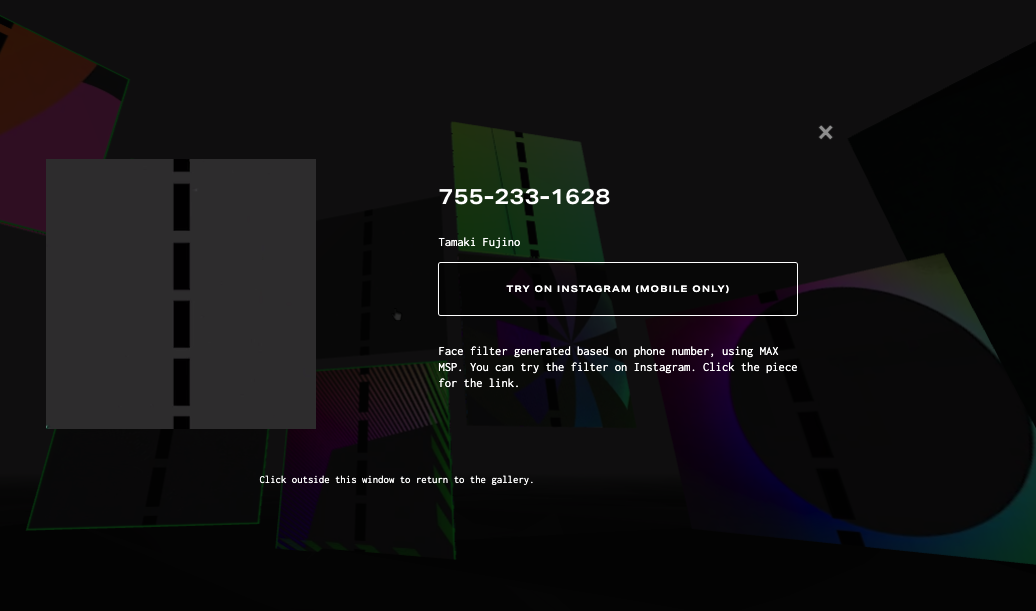 755-233-1628
Tamaki Fujino
TRY ON INSTAGRAM (MOBILE ONLY)
Face filter generated based on phone number, using MAX
MSP. You can try the filter on Instagram. Click the piece
for the link.
Click outside this window to return to the gallery.